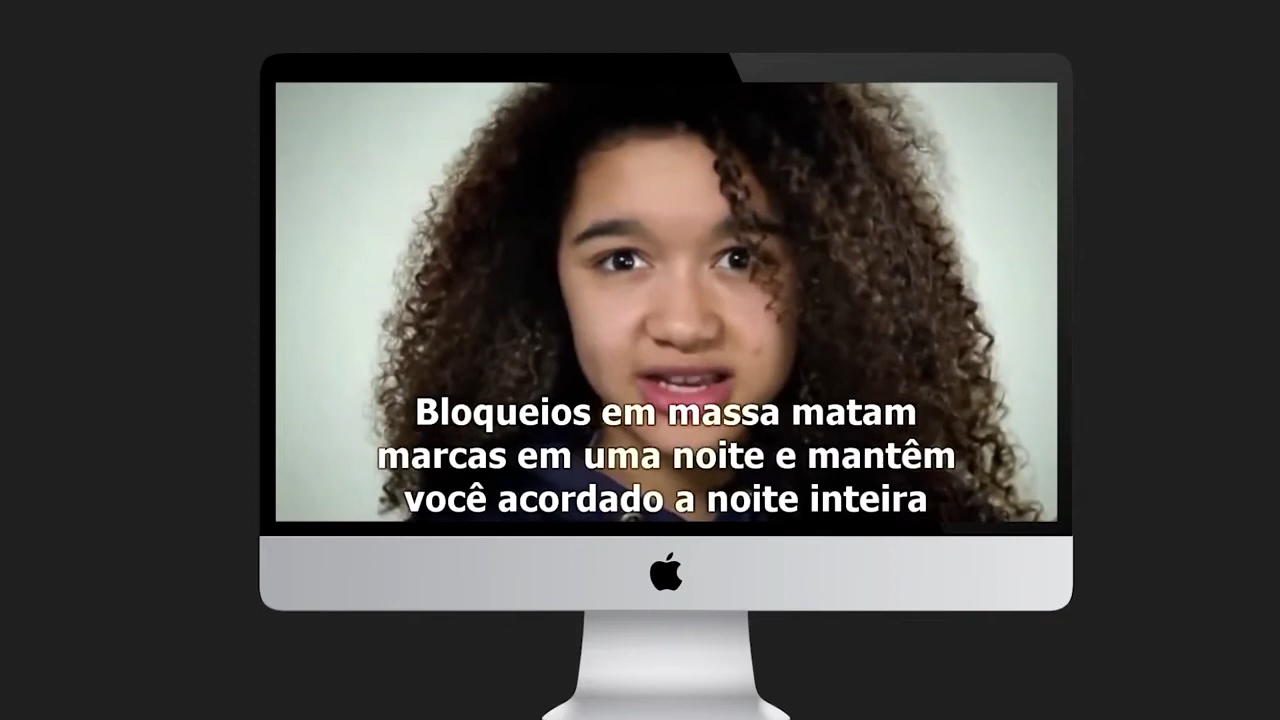 Bloqueios em massa matam
marcas em uma noite e mantêm
você acordado a noite inteira